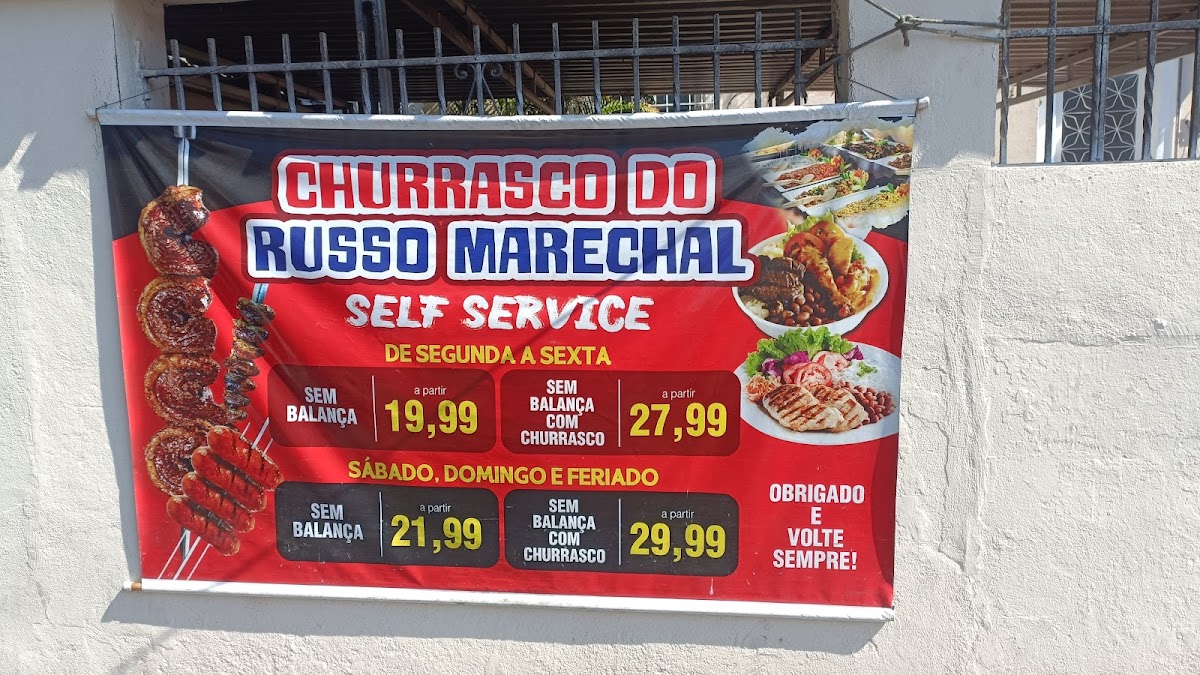 CHURRASCO DO
RUSSO MARECHAL
SELF SERVICE
DE SEGUNDA A SEXTA
SEM
BALANÇA
a partir
19,99
SEM
BALANÇA
COM
CHURRASCO
a partir
27,99
SÁBADO, DOMINGO E FERIADO
SEM
BALANÇA
a partir
21,99
SEM
BALANÇA
COM
CHURRASCO
a partir
29,99
OBRIGADO
E
VOLTE
SEMPRE!